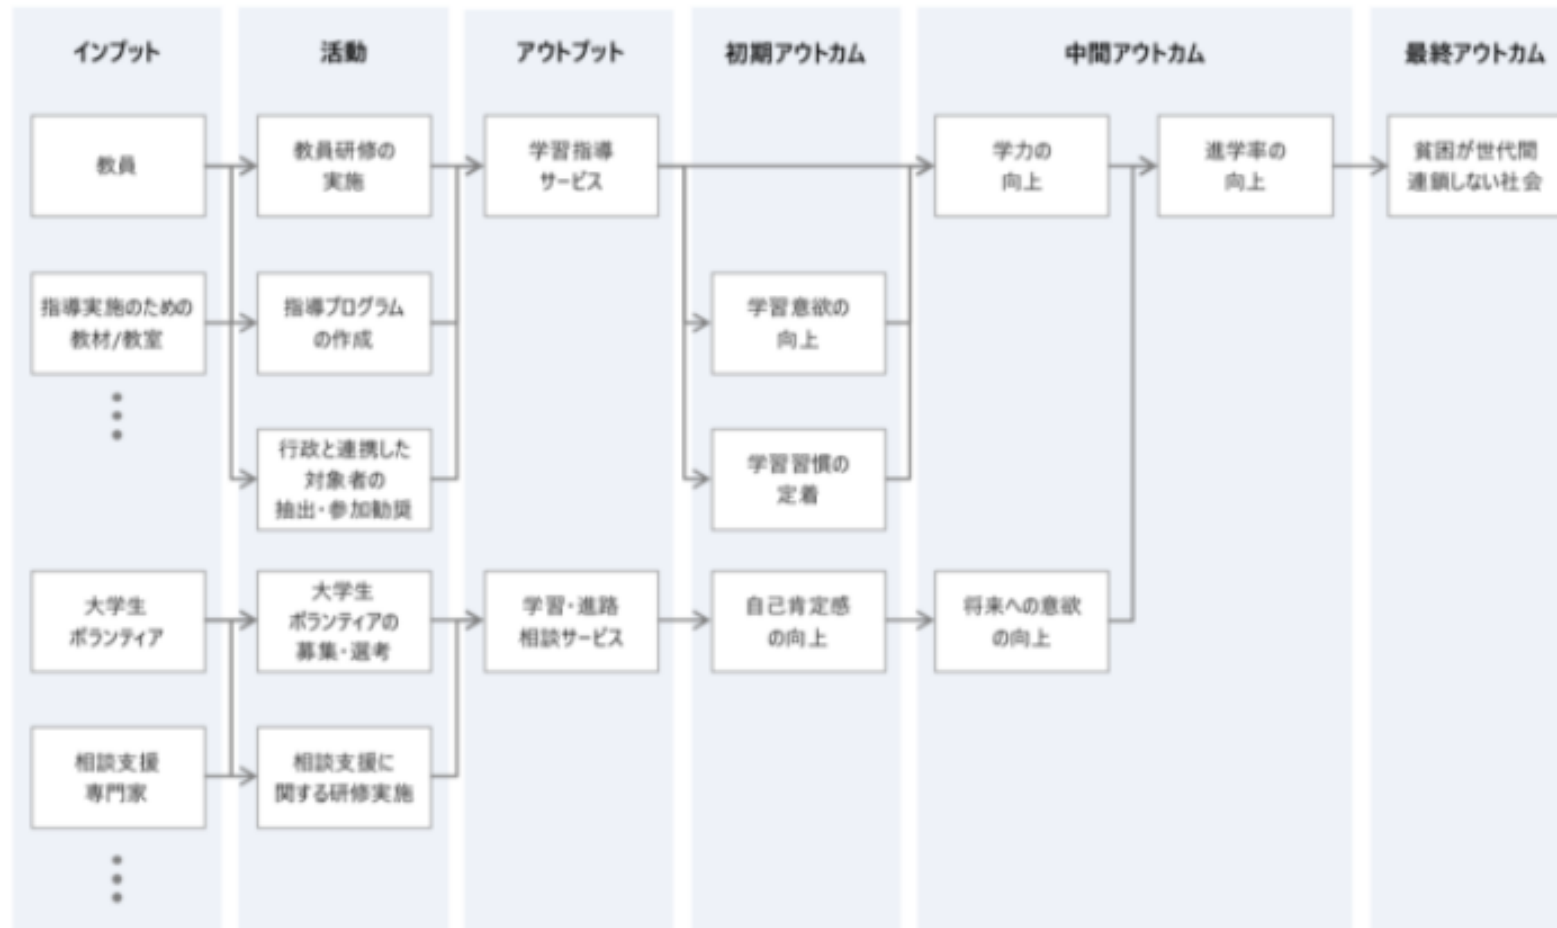 インプット
活動
アウトプット
初期アウトカム
中間アウトカム
最終アウトカム
教員
教員研修の
実施
学習指導
サービス
学力の
向上
進学率の
向上
貧困が世代間
連鎖しない社会
指導実施のための
教材/教室
指導プログラム
の作成
学習意欲の
向上
行政と連携した
対象者の
抽出・参加勧奨
学習習慣の
定着
大学生
ボランティア
大学生
ボランティアの
募集・選考
学習・進路
相談サービス
自己肯定感
の向上
将来への意欲
の向上
相談支援
専門家
相談支援に
関する研修実施